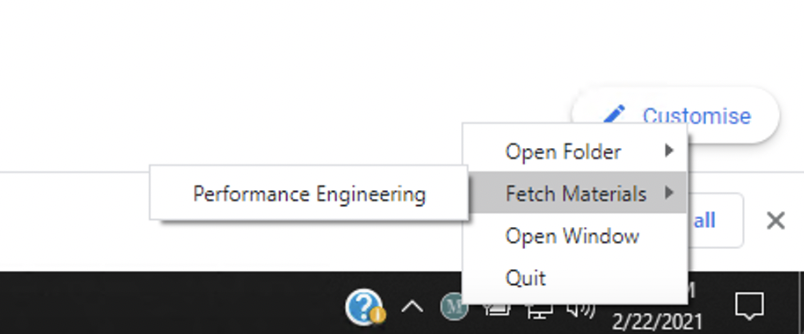 Customise
Open Folder
Performance Engineering
Fetch Materials
all
Open Window
Quit
M
M
2/22/2021